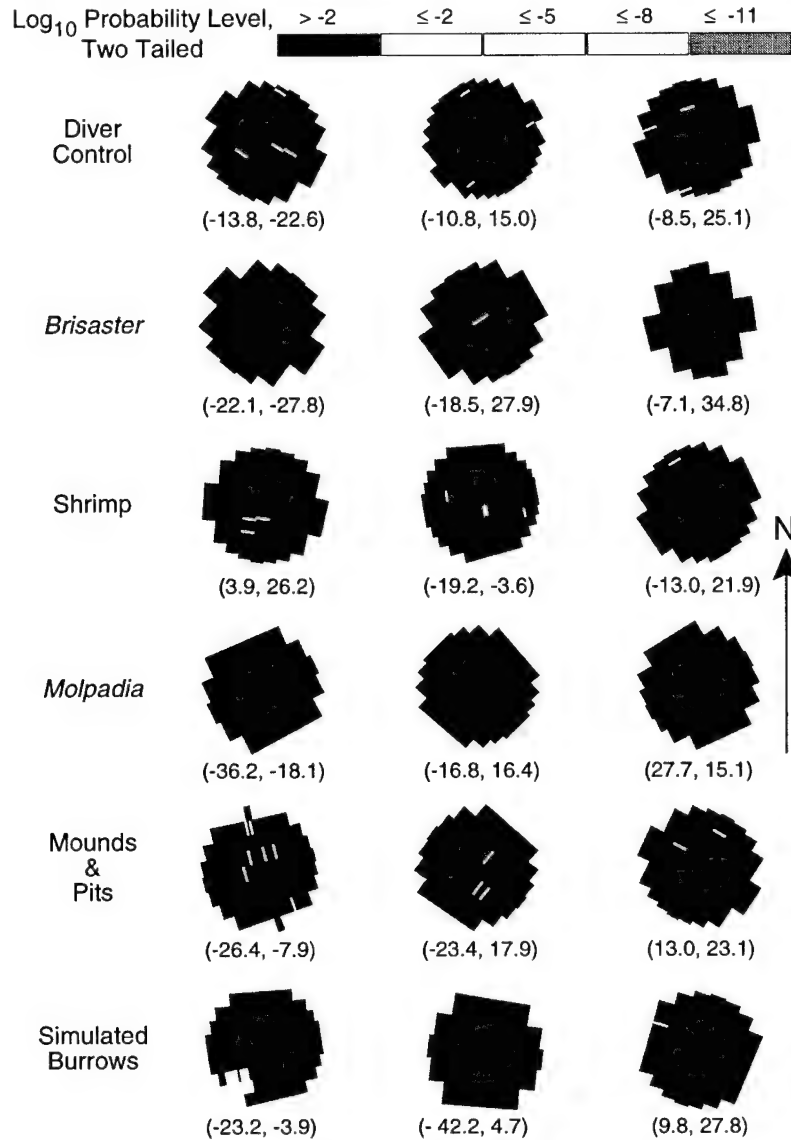 Log10 Probability Level, Two Tailed
> -2 ≤ -2 ≤ -5 ≤ -8 ≤ -11
Diver Control
(-13.8, -22.6) (-10.8, 15.0) (-8.5, 25.1)
Brisaster
(-22.1, -27.8) (-18.5, 27.9) (-7.1, 34.8)
Shrimp
(3.9, 26.2) (-19.2, -3.6) (-13.0, 21.9)
N
Molpadia
(-36.2, -18.1) (-16.8, 16.4) (27.7, 15.1)
Mounds & Pits
(-26.4, -7.9) (-23.4, 17.9) (13.0, 23.1)
Simulated Burrows
(-23.2, -3.9) (- 42.2, 4.7) (9.8, 27.8)